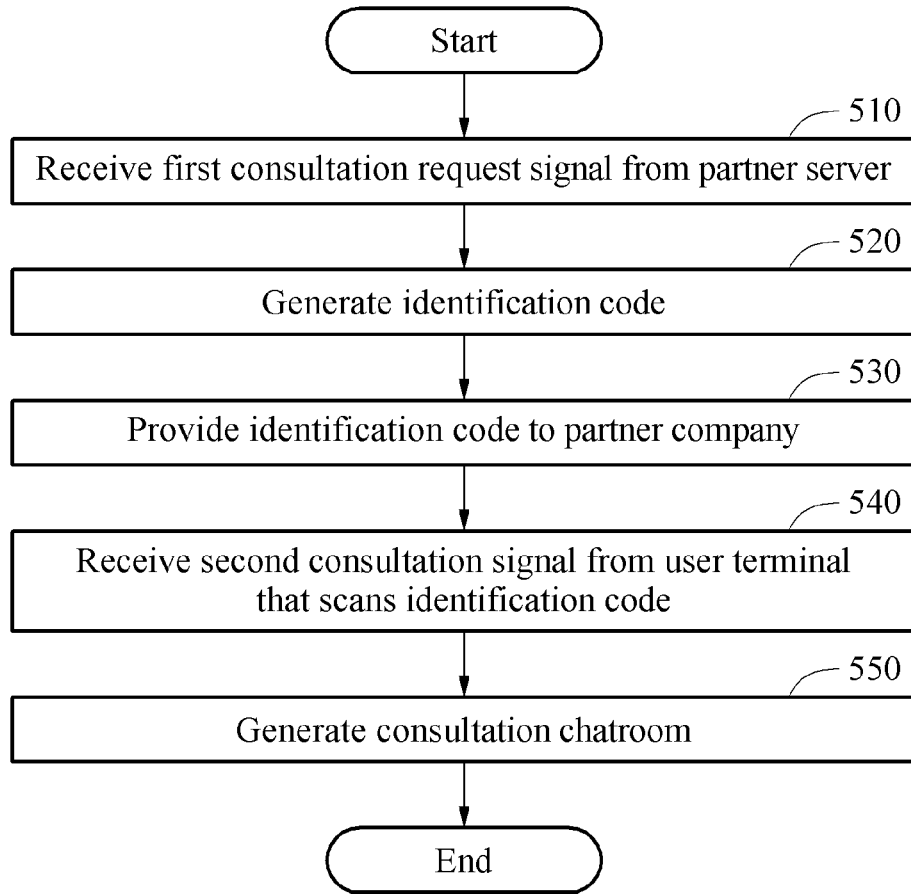 Start
510
Receive first consultation request signal from partner server
520
Generate identification code
530
Provide identification code to partner company
540
Receive second consultation signal from user terminal
that scans identification code
550
Generate consultation chatroom
End